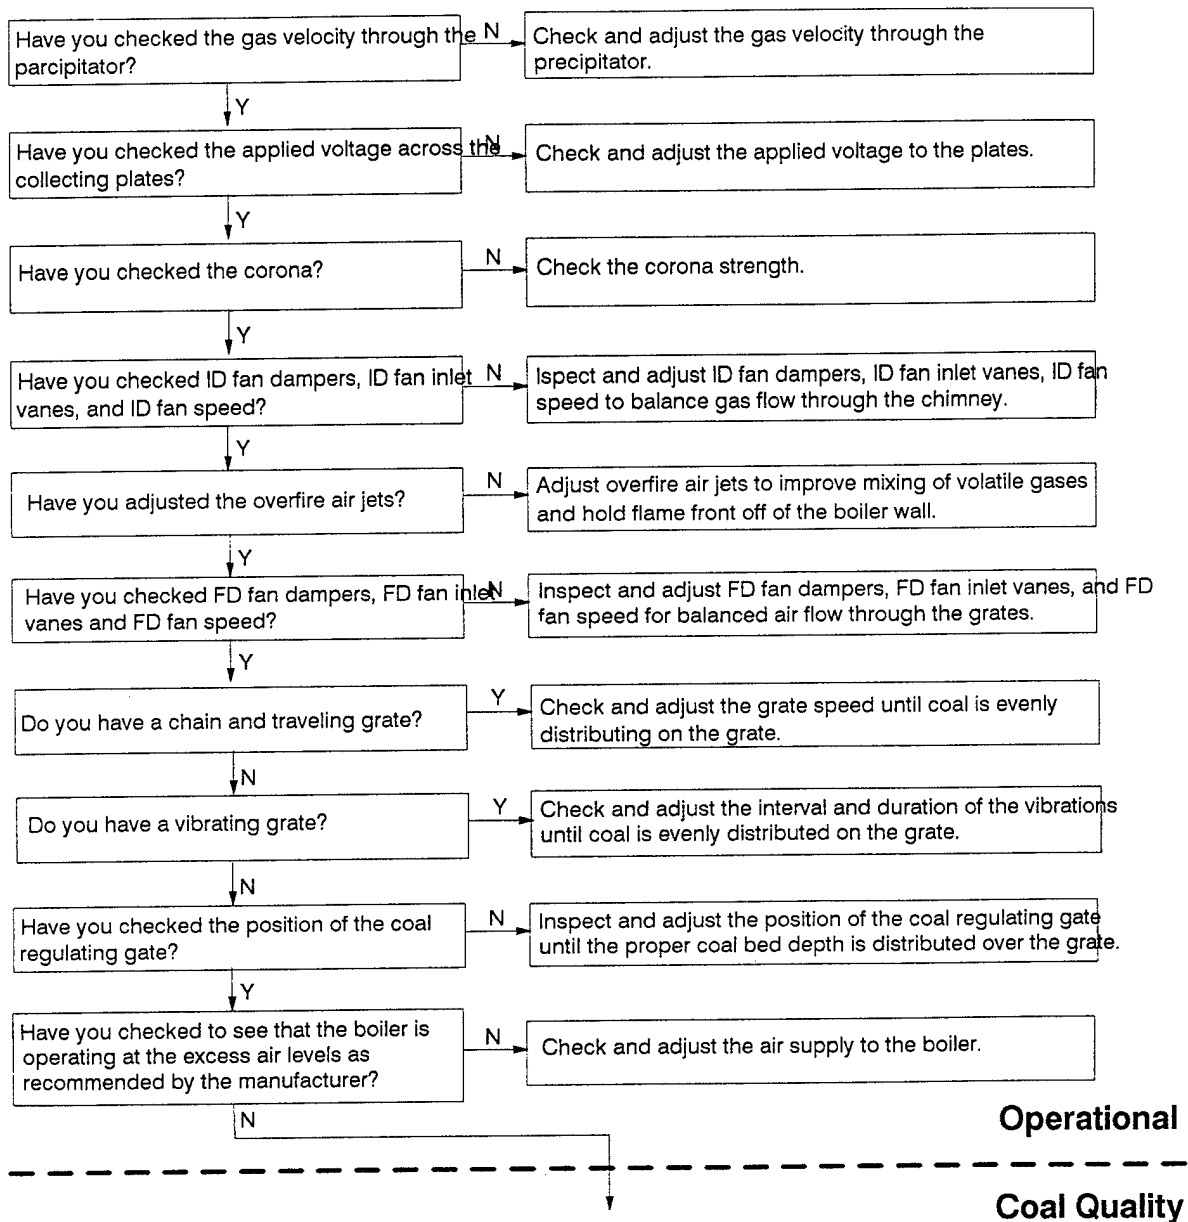 Have you checked the gas velocity through the
parcipitator?
N
Check and adjust the gas velocity through the
precipitator.
Y
Have you checked the applied voltage across the
collecting plates?
N
Check and adjust the applied voltage to the plates.
Y
Have you checked the corona?
N
Check the corona strength.
Y
Have you checked ID fan dampers, ID fan inlet
vanes, and ID fan speed?
N
Ispect and adjust ID fan dampers, ID fan inlet vanes, ID fan
speed to balance gas flow through the chimney.
Y
Have you adjusted the overfire air jets?
N
Adjust overfire air jets to improve mixing of volatile gases
and hold flame front off of the boiler wall.
Y
Have you checked FD fan dampers, FD fan inlet
vanes and FD fan speed?
N
Inspect and adjust FD fan dampers, FD fan inlet vanes, and FD
fan speed for balanced air flow through the grates.
Y
Do you have a chain and traveling grate?
Y
Check and adjust the grate speed until coal is evenly
distributing on the grate.
N
Do you have a vibrating grate?
Y
Check and adjust the interval and duration of the vibrations
until coal is evenly distributed on the grate.
N
Have you checked the position of the coal
regulating gate?
N
Inspect and adjust the position of the coal regulating gate
until the proper coal bed depth is distributed over the grate.
Y
Have you checked to see that the boiler is
operating at the excess air levels as
recommended by the manufacturer?
N
Check and adjust the air supply to the boiler.
N
Operational
Coal Quality